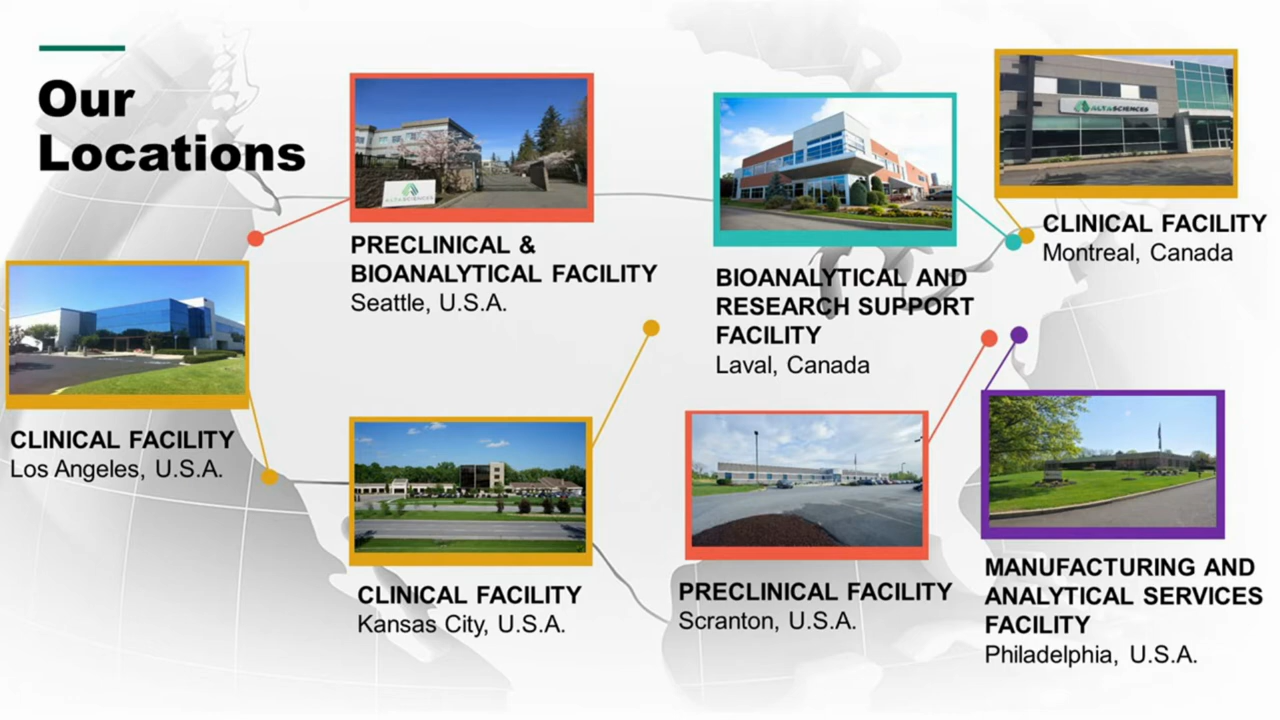 Our
Locations
ALTASCIENCES
PRECLINICAL &
BIOANALYTICAL FACILITY
Seattle, U.S.A.
BIOANALYTICAL AND
RESEARCH SUPPORT
FACILITY
Laval, Canada
ALTASCIENCES
CLINICAL FACILITY
Montreal, Canada
CLINICAL FACILITY
Los Angeles, U.S.A.
CLINICAL FACILITY
Kansas City, U.S.A.
PRECLINICAL FACILITY
Scranton, U.S.A.
MANUFACTURING AND
ANALYTICAL SERVICES
FACILITY
Philadelphia, U.S.A.